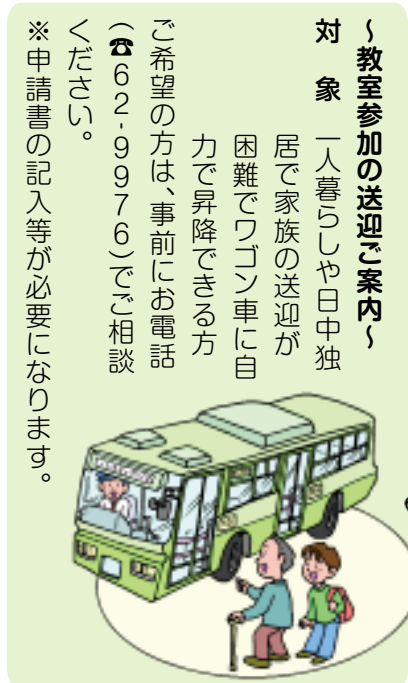 ～教室参加の送迎ご案内～
対　象　一人暮らしや日中独
居で家族の送迎が
困難でワゴン車に自
力で昇降できる方
ご希望の方は、事前にお電話
（☎62-9976）でご相談
ください。
※申請書の記入等が必要になります。